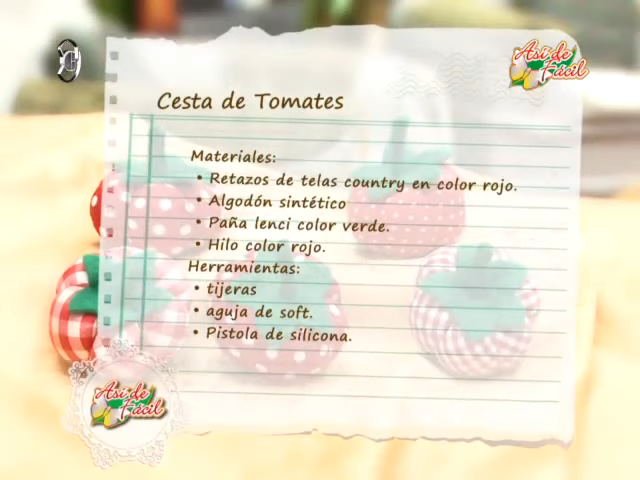 Así de
Fácil
Cesta de Tomates
Materiales:
• Retazos de telas country en color rojo.
• Algodón sintético
• Paña lenci color verde.
• Hilo color rojo.
Herramientas:
• tijeras
• aguja de soft.
• Pistola de silicona.
Así de
Fácil